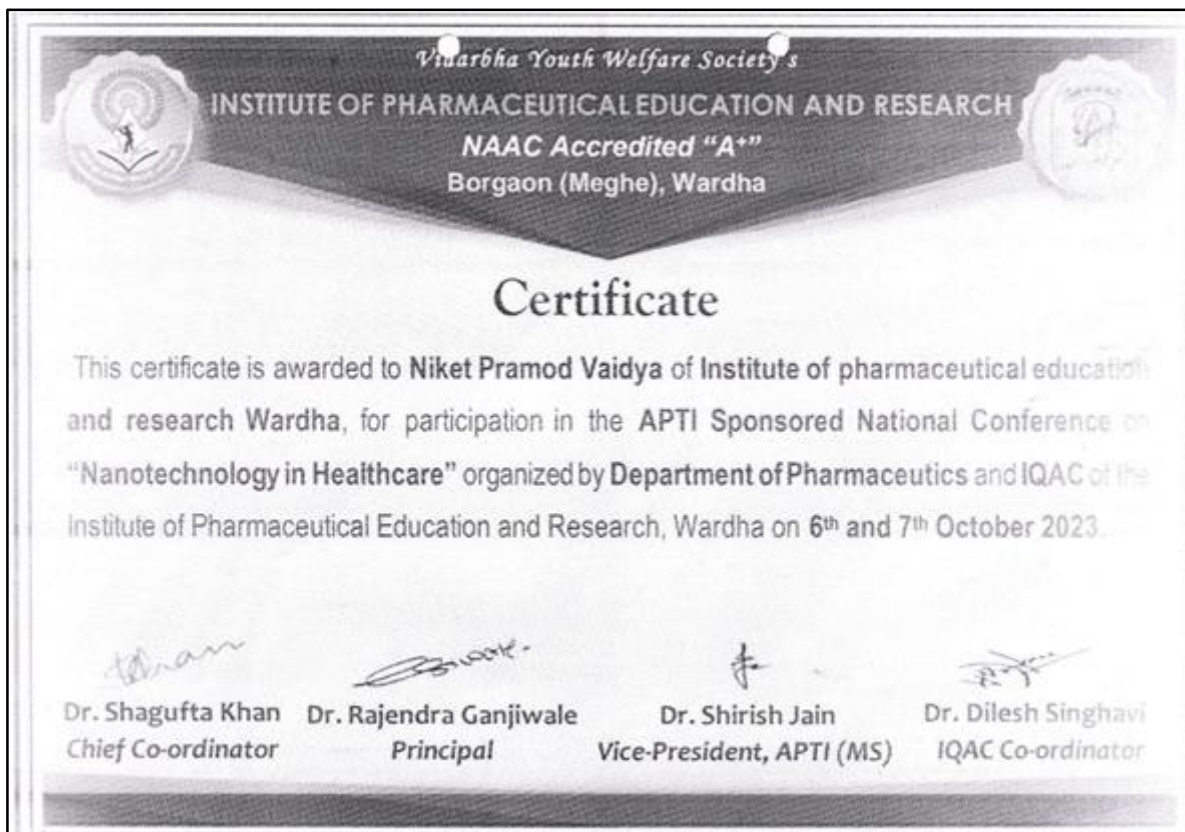 Vidarbha Youth Welfare Society's
INSTITUTE OF PHARMACEUTICAL EDUCATION AND RESEARCH
NAAC Accredited “A+”
Borgaon (Meghe), Wardha
Certificate
This certificate is awarded to Niket Pramod Vaidya of Institute of pharmaceutical education
and research Wardha, for participation in the APTI Sponsored National Conference on
“Nanotechnology in Healthcare” organized by Department of Pharmaceutics and IQAC of the
Institute of Pharmaceutical Education and Research, Wardha on 6th and 7th October 2023.
Dr. Shagufta Khan Dr. Rajendra Ganjiwale Dr. Shirish Jain Dr. Dilesh Singhavi
Chief Co-ordinator Principal Vice-President, APTI (MS) IQAC Co-ordinator